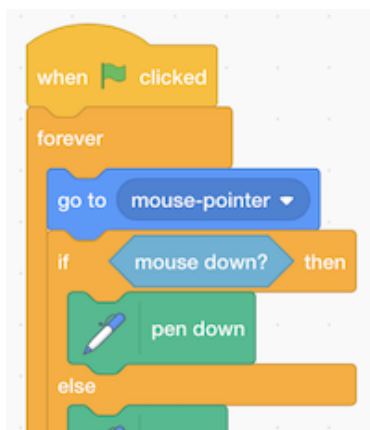 when clicked
forever
go to mouse-pointer
if mouse down? then
pen down
else